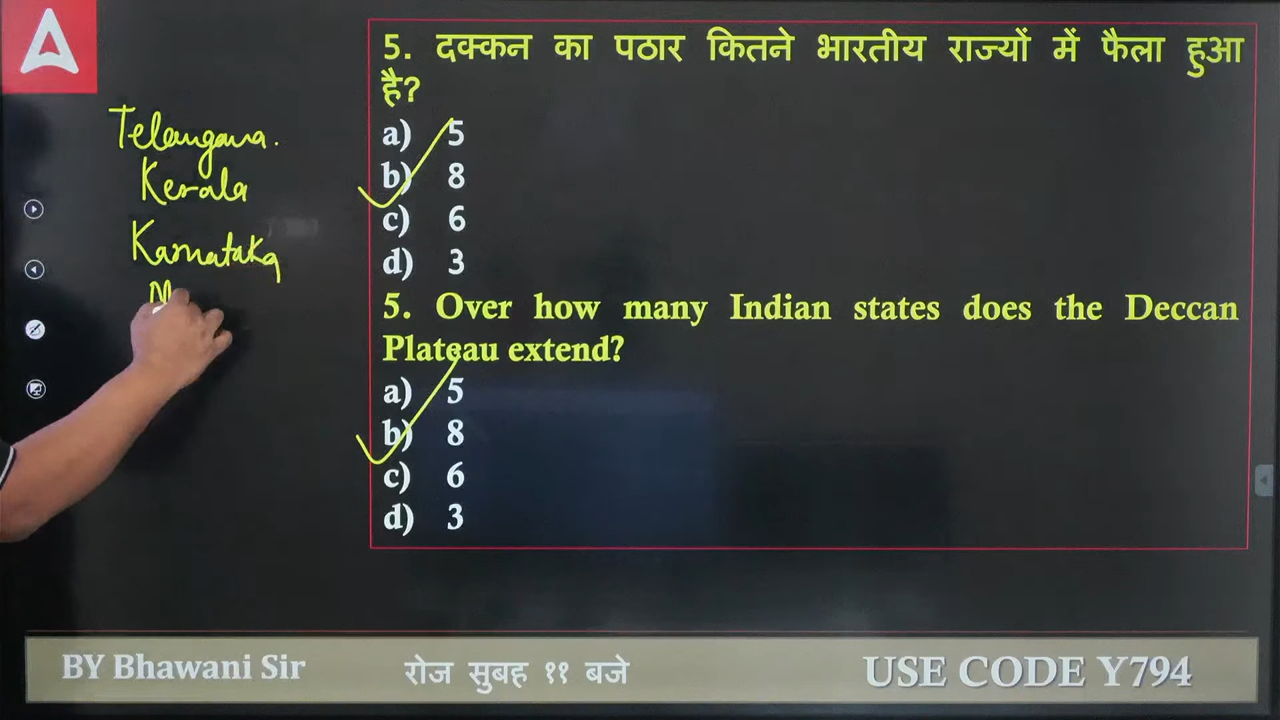 5. दक्कन का पठार कितने भारतीय राज्यों में फैला हुआ
है?
a) 5
b) 8
c) 6
d) 3
5. Over how many Indian states does the Deccan
Plateau extend?
a) 5
b) 8
c) 6
d) 3
Telangana.
Kerala
Karnataka
BY Bhawani Sir
रोज सुबह ११ बजे
USE CODE Y794